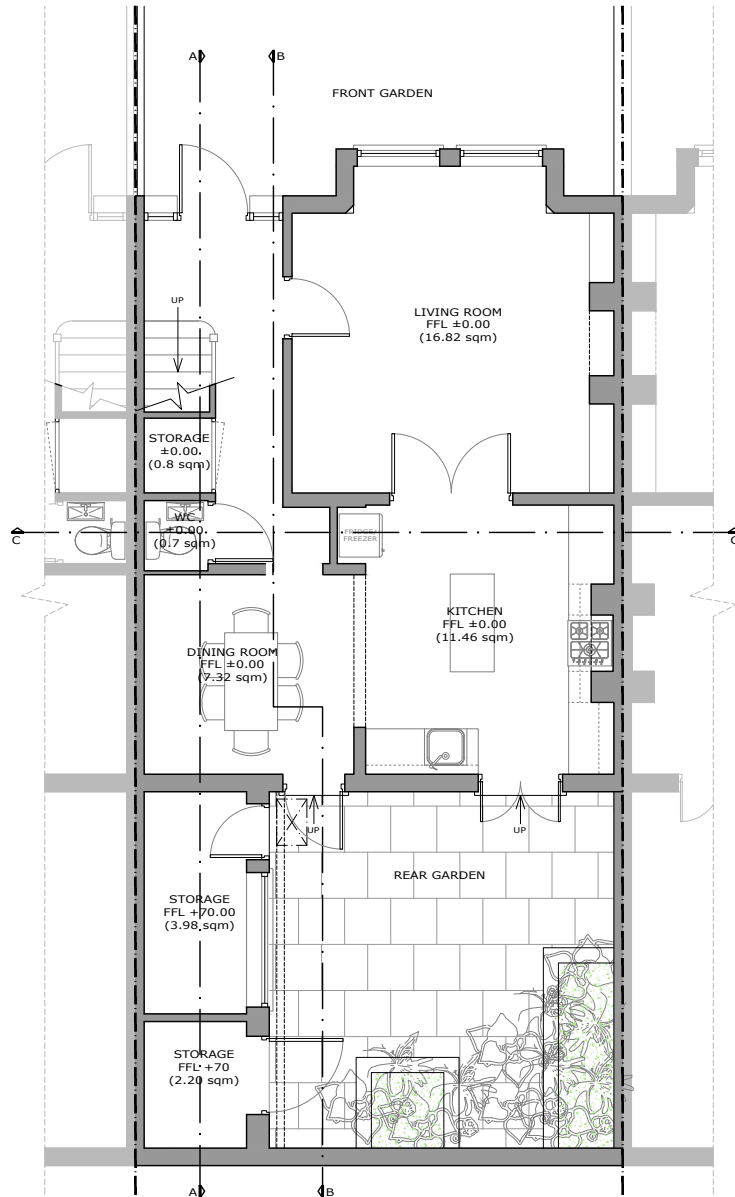 A
B
FRONT GARDEN
LIVING ROOM
FFL ±0.00
(16.82 sqm)
UP
STORAGE
±0.00
(0.8 sqm)
WC
±0.00
(0.7 sqm)
FRIDGE/
FREEZER
C
C
KITCHEN
FFL ±0.00
(11.46 sqm)
DINING ROOM
FFL ±0.00
(7.32 sqm)
UP
UP
REAR GARDEN
STORAGE
FFL +70.00
(3.98 sqm)
STORAGE
FFL +70
(2.20 sqm)
A
B